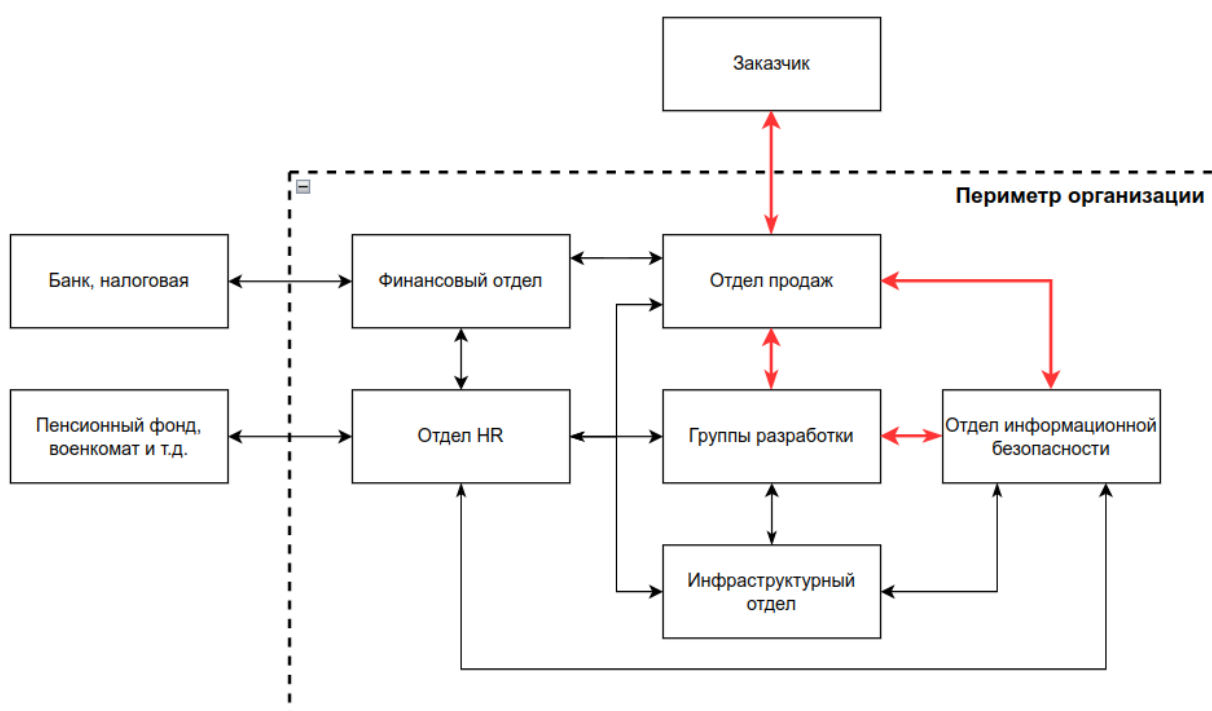 Заказчик
Периметр организации
Банк, налоговая
Финансовый отдел
Отдел продаж
Пенсионный фонд,
военкомат и т.д.
Отдел HR
Группы разработки
Отдел информационной
безопасности
Инфраструктурный
отдел